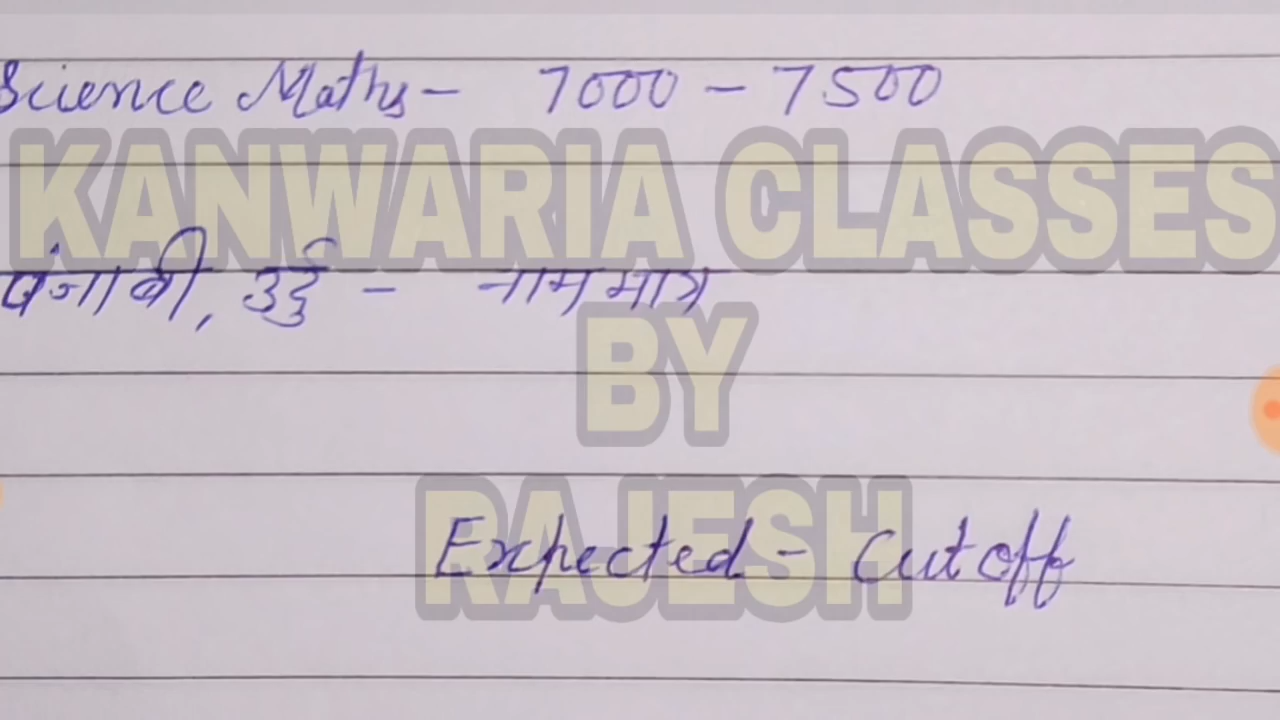 Science Maths - 7000 - 7500
KANWARIA CLASSES
पंजाबी, उर्दु - नाममात्र
BY
RAJESH
Expected - Cutoff